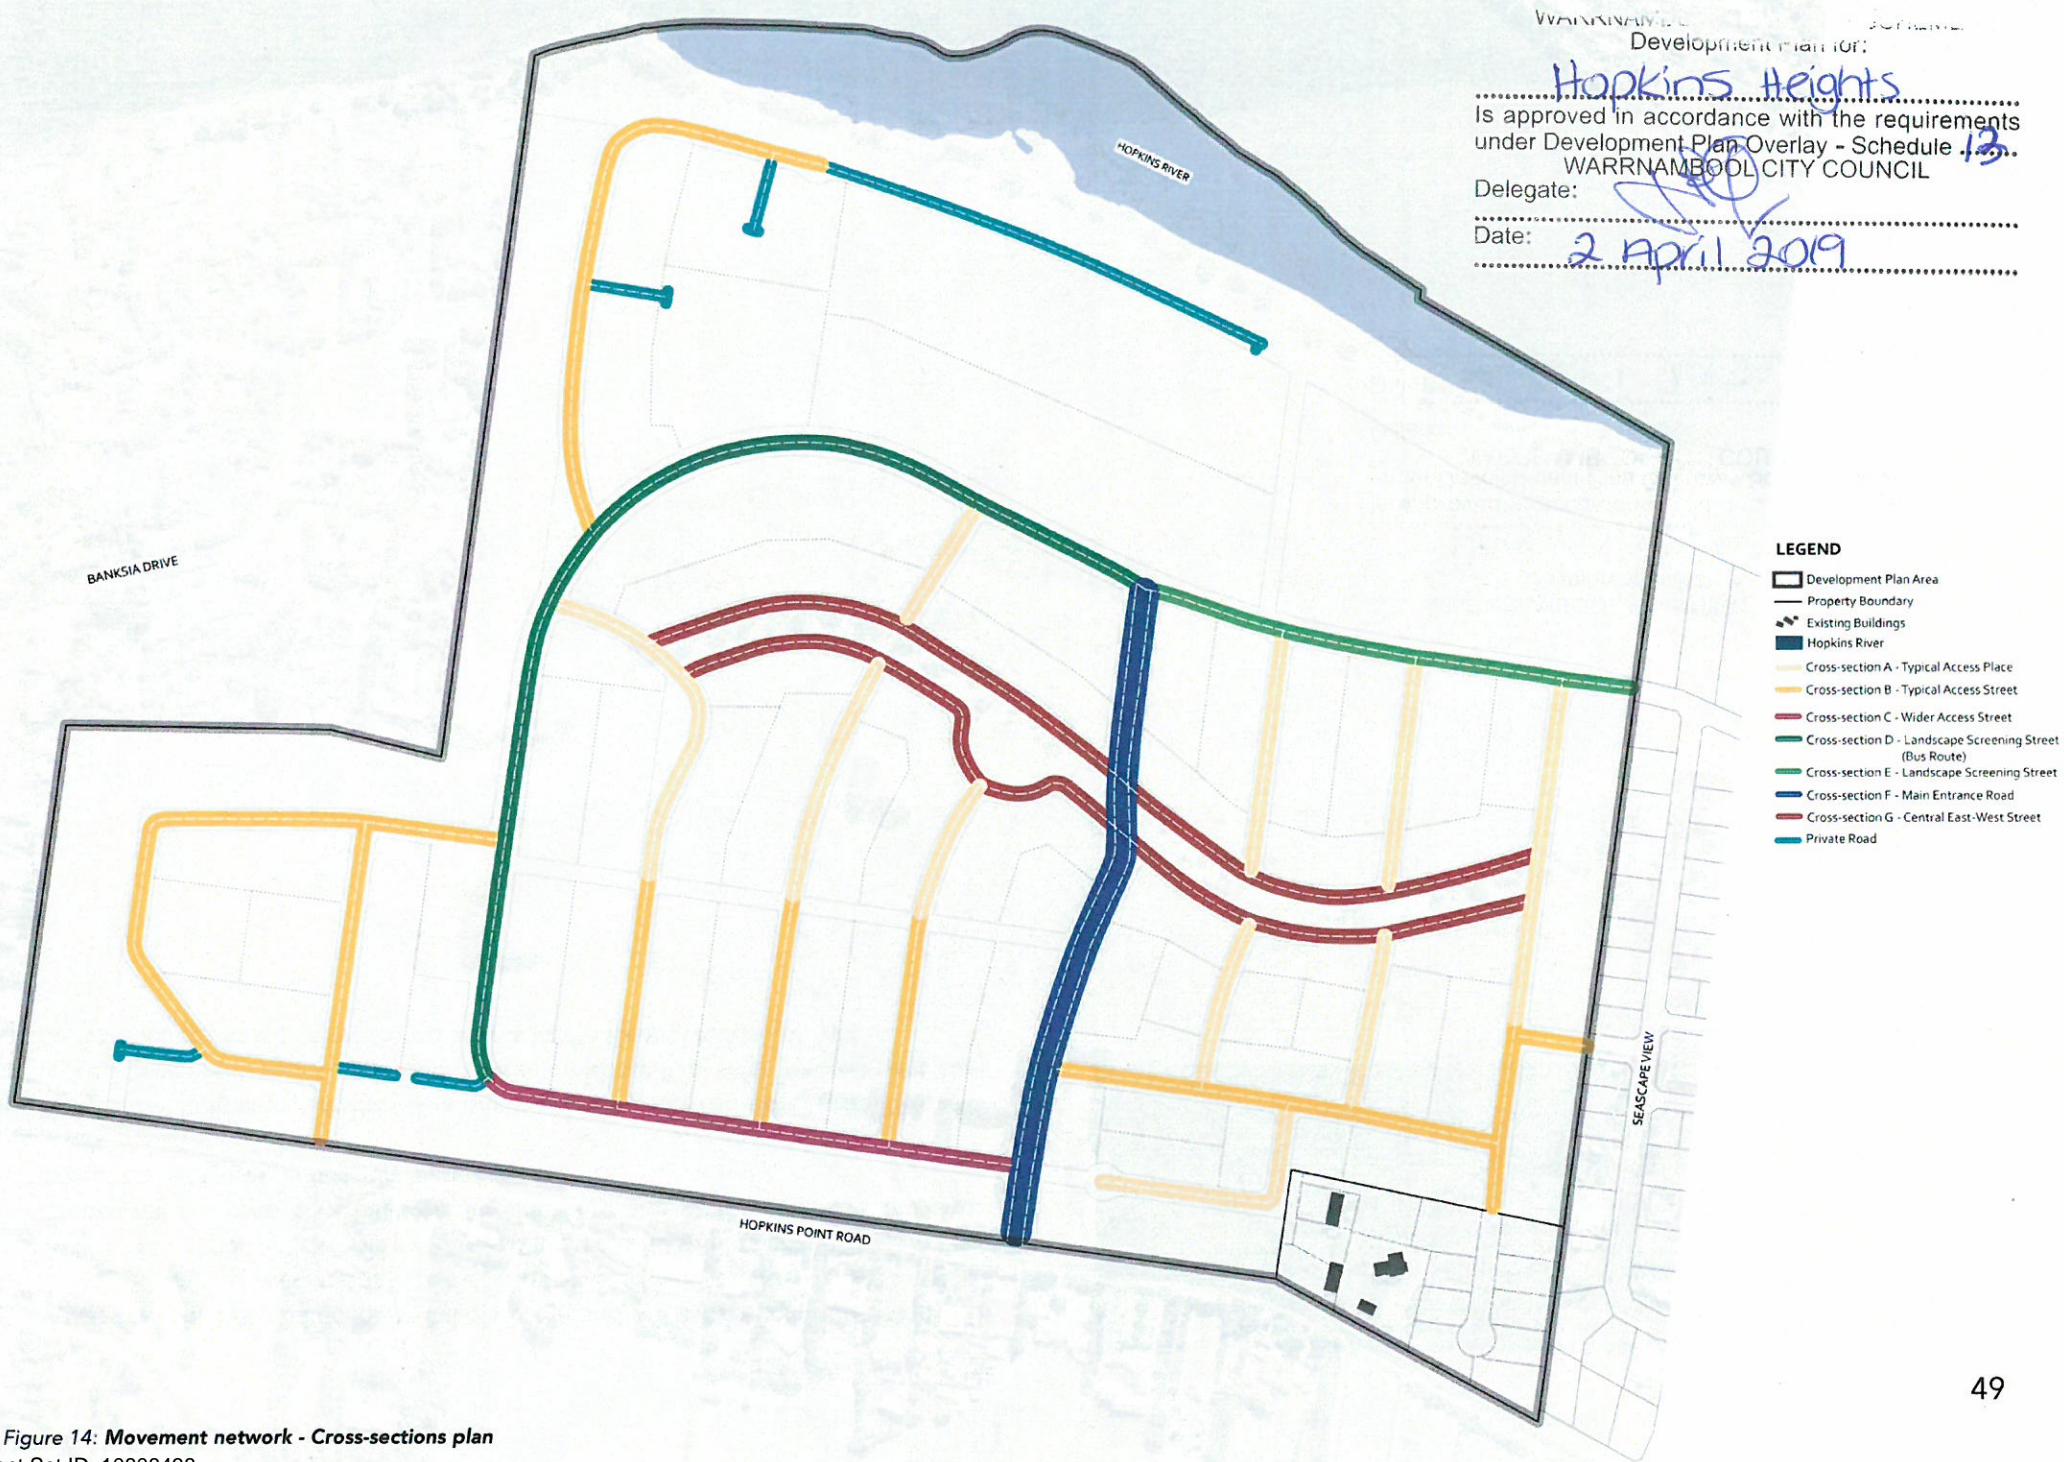 Development Plan for:
Hopkins Heights
Is approved in accordance with the requirements
under Development Plan Overlay - Schedule 13
WARRNAMBOOL CITY COUNCIL
Delegate:
Date: 2 April 2019
HOPKINS RIVER
BANKSIA DRIVE
LEGEND
Development Plan Area
Property Boundary
Existing Buildings
Hopkins River
Cross-section A - Typical Access Place
Cross-section B - Typical Access Street
Cross-section C - Wider Access Street
Cross-section D - Landscape Screening Street
(Bus Route)
Cross-section E - Landscape Screening Street
Cross-section F - Main Entrance Road
Cross-section G - Central East-West Street
Private Road
SEASCAPE VIEW
HOPKINS POINT ROAD
49
Figure 14: Movement network - Cross-sections plan